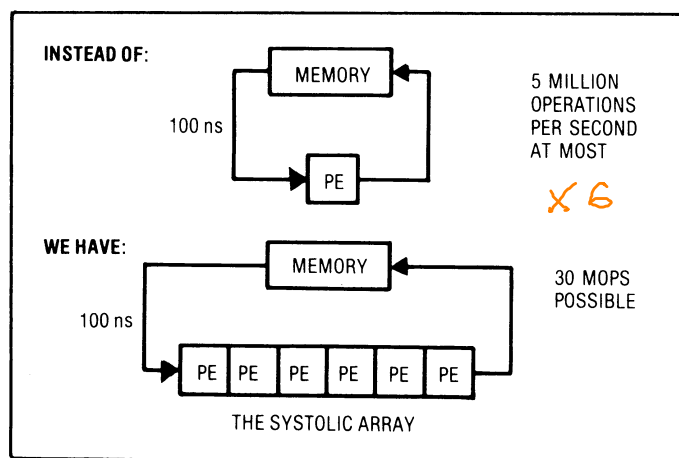 INSTEAD OF:
MEMORY
100 ns
PE
5 MILLION
OPERATIONS
PER SECOND
AT MOST
X 6
WE HAVE:
MEMORY
100 ns
30 MOPS
POSSIBLE
PE PE PE PE PE PE
THE SYSTOLIC ARRAY